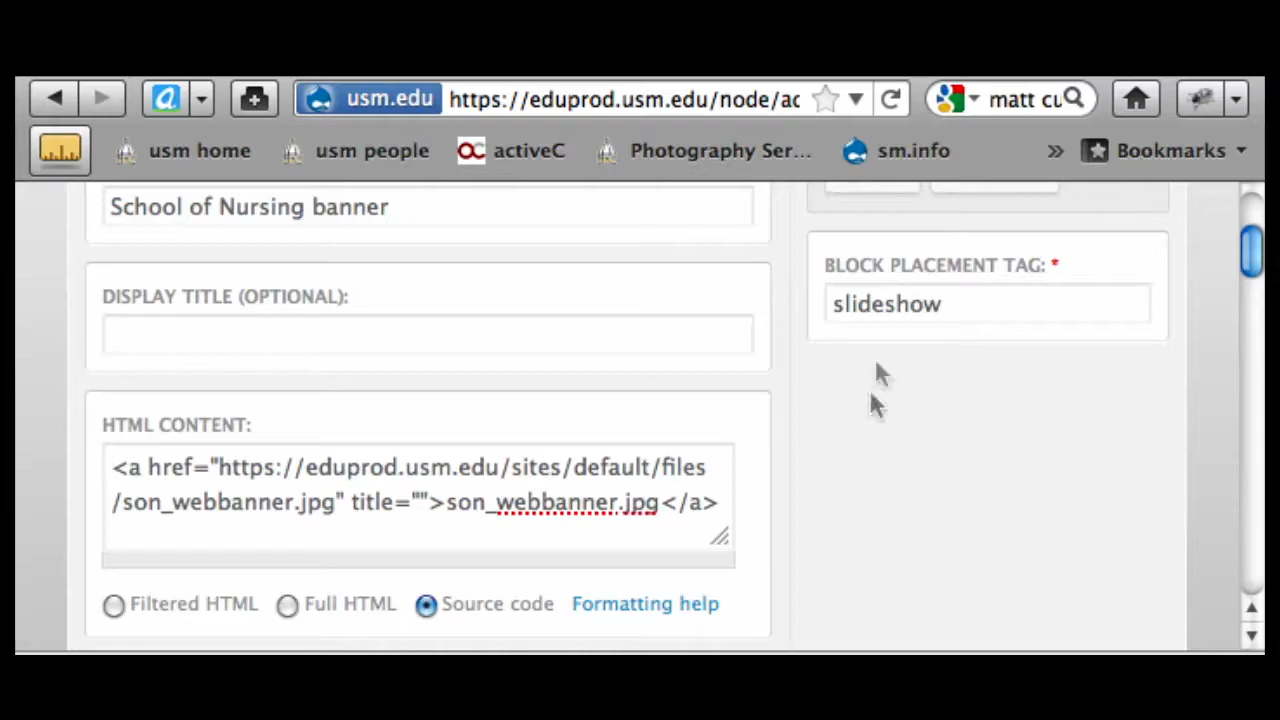 usm.edu https://eduprod.usm.edu/node/ac matt cu
usm home usm people activeC Photography Ser... sm.info » Bookmarks
School of Nursing banner
BLOCK PLACEMENT TAG: *
slideshow
DISPLAY TITLE (OPTIONAL):
HTML CONTENT:
<a href="https://eduprod.usm.edu/sites/default/files
/son_webbanner.jpg" title="">son_webbanner.jpg</a>
Filtered HTML Full HTML Source code Formatting help